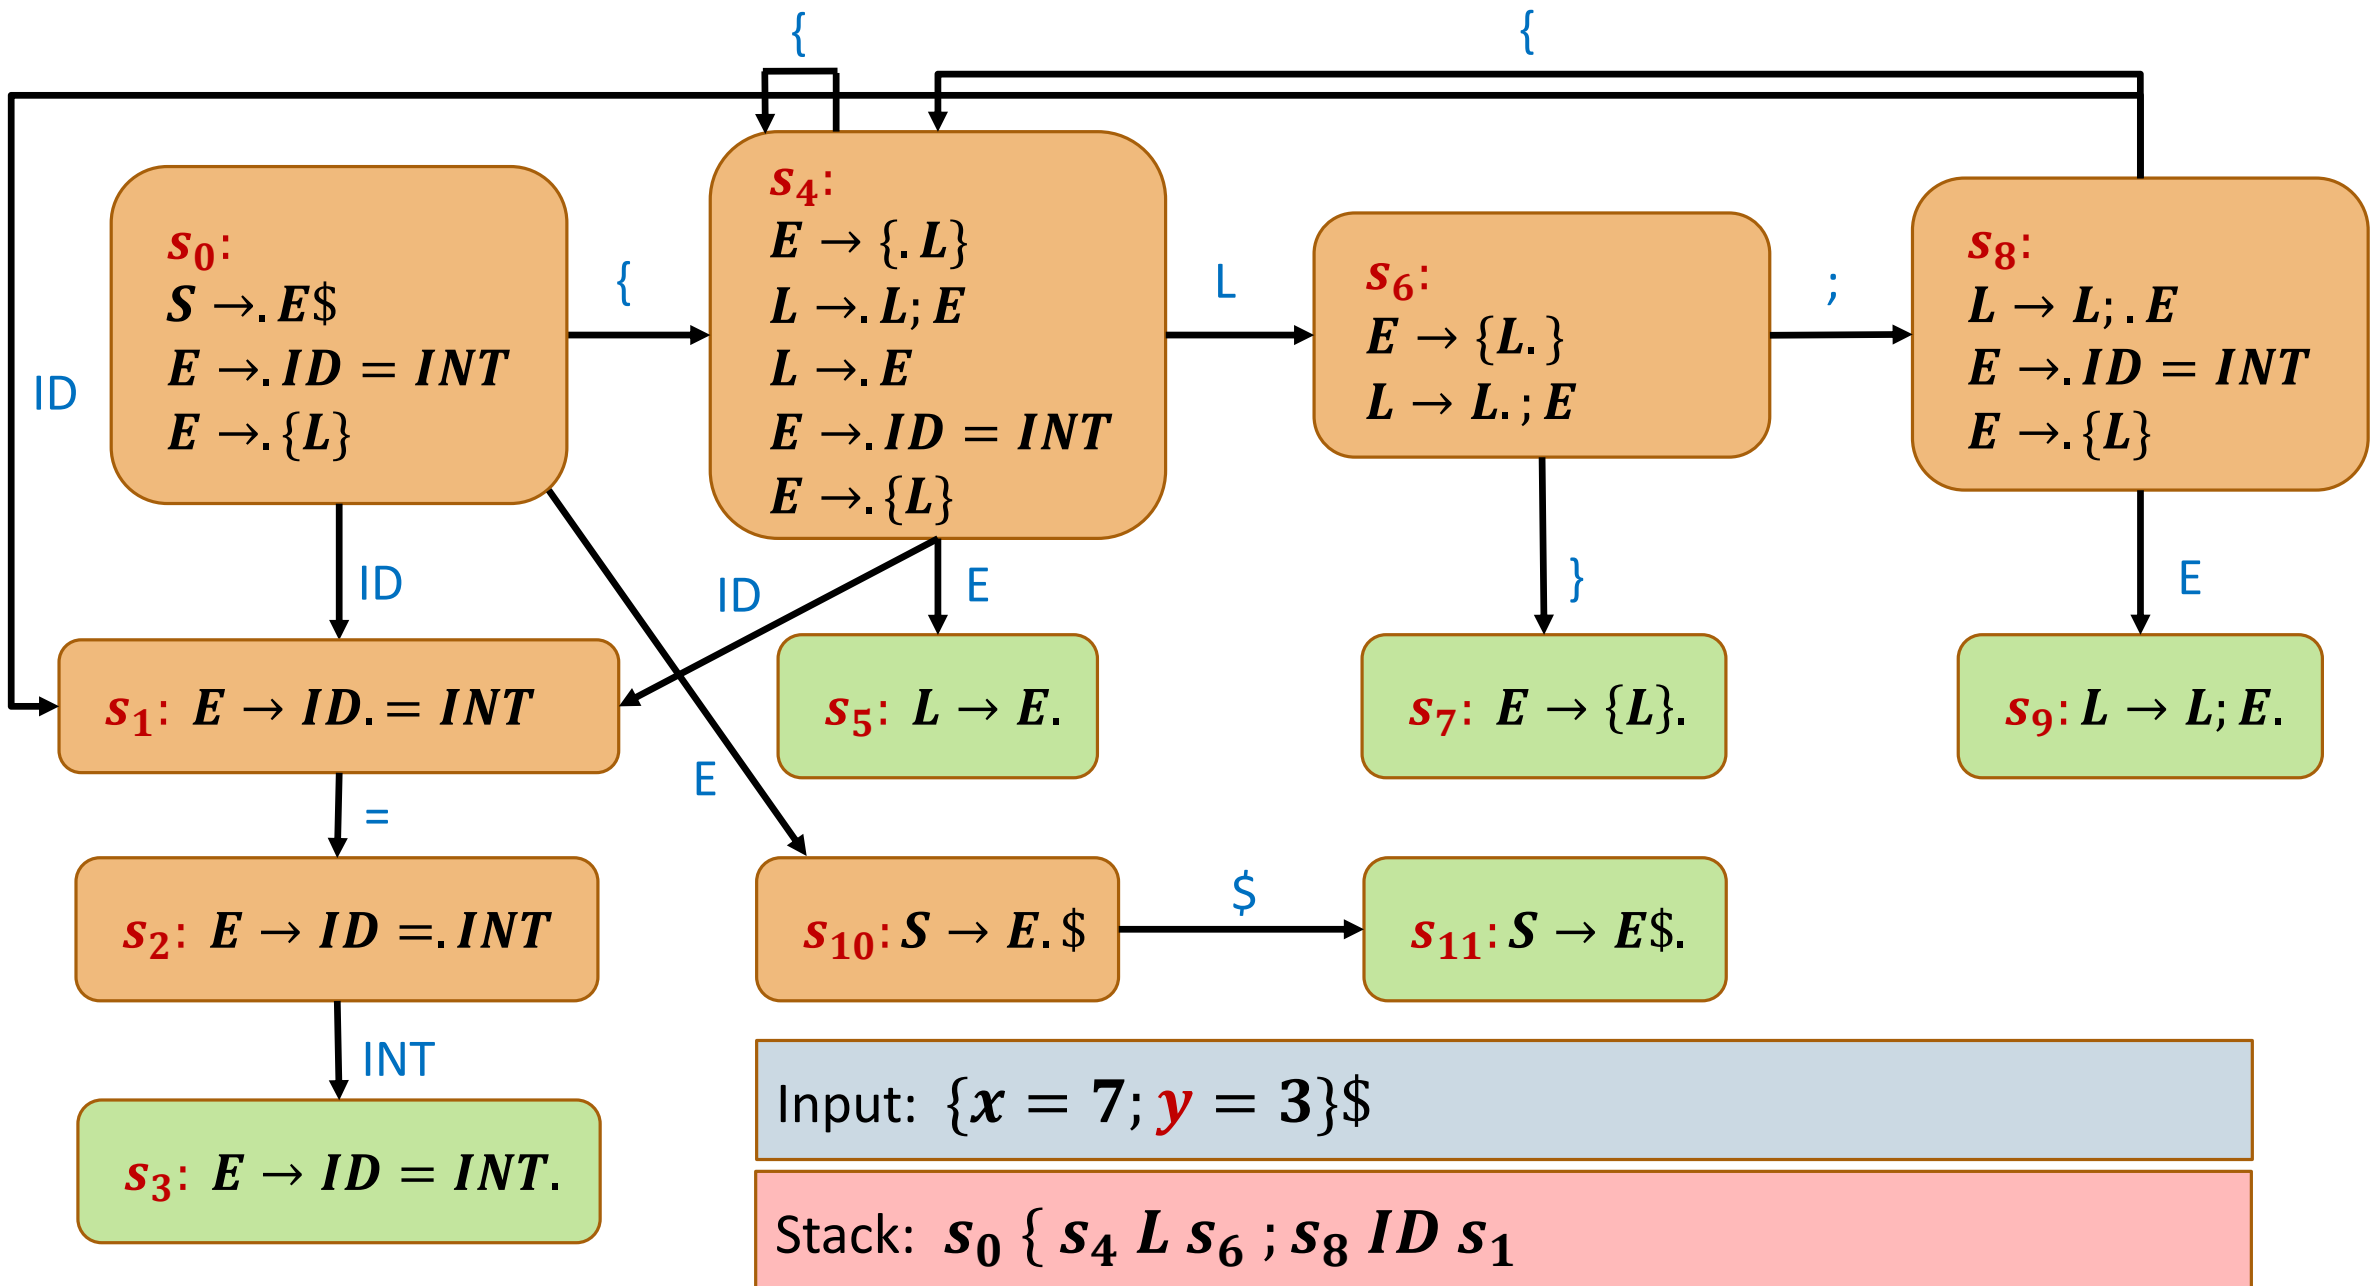 {
{
s₀:
S → . E$
E → . ID = INT
E → . {L}
{
s₄:
E → {. L}
L → . L; E
L → . E
E → . ID = INT
E → . {L}
L
s₆:
E → {L. }
L → L. ; E
;
s₈:
L → L; . E
E → . ID = INT
E → . {L}
ID
ID
ID
E
}
E
s₁: E → ID. = INT
s₅: L → E.
s₇: E → {L}.
s₉: L → L; E.
E
=
s₂: E → ID =. INT
s₁₀: S → E. $
$
s₁₁: S → E$.
INT
s₃: E → ID = INT.
Input: {x = 7; y = 3}$
Stack: s₀ { s₄ L s₆ ; s₈ ID s₁